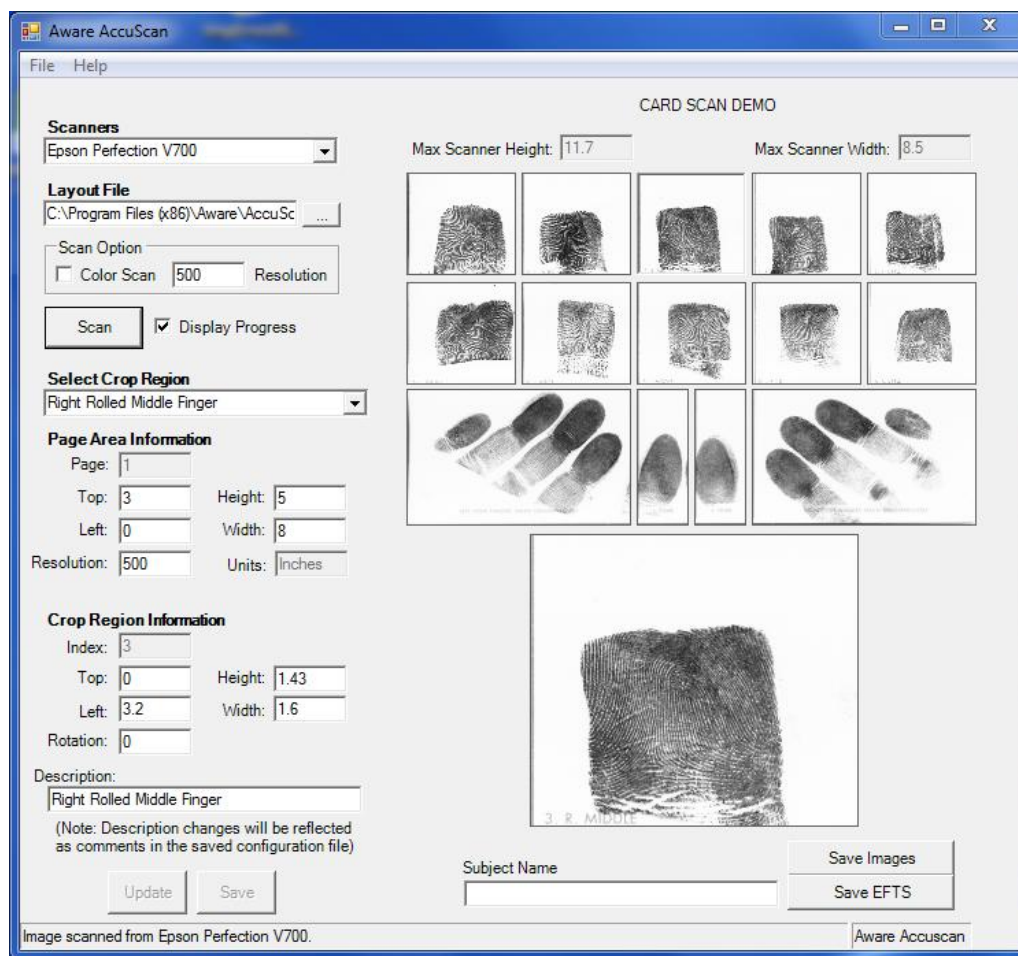 Aware AccuScan
File Help
CARD SCAN DEMO
Scanners
Epson Perfection V700
Max Scanner Height: 11.7
Max Scanner Width: 8.5
Layout File
C:\Program Files (x86)\Aware\AccuSc ...
Scan Option
Color Scan 500 Resolution
Scan Display Progress
Select Crop Region
Right Rolled Middle Finger
Page Area Information
Page: 1
Top: 3 Height: 5
Left: 0 Width: 8
Resolution: 500 Units: Inches
Crop Region Information
Index: 3
Top: 0 Height: 1.43
Left: 3.2 Width: 1.6
Rotation: 0
Description:
Right Rolled Middle Finger
(Note: Description changes will be reflected
as comments in the saved configuration file)
Update Save
3. R. MIDDLE
Subject Name
Save Images
Save EFTS
Image scanned from Epson Perfection V700.
Aware Accuscan